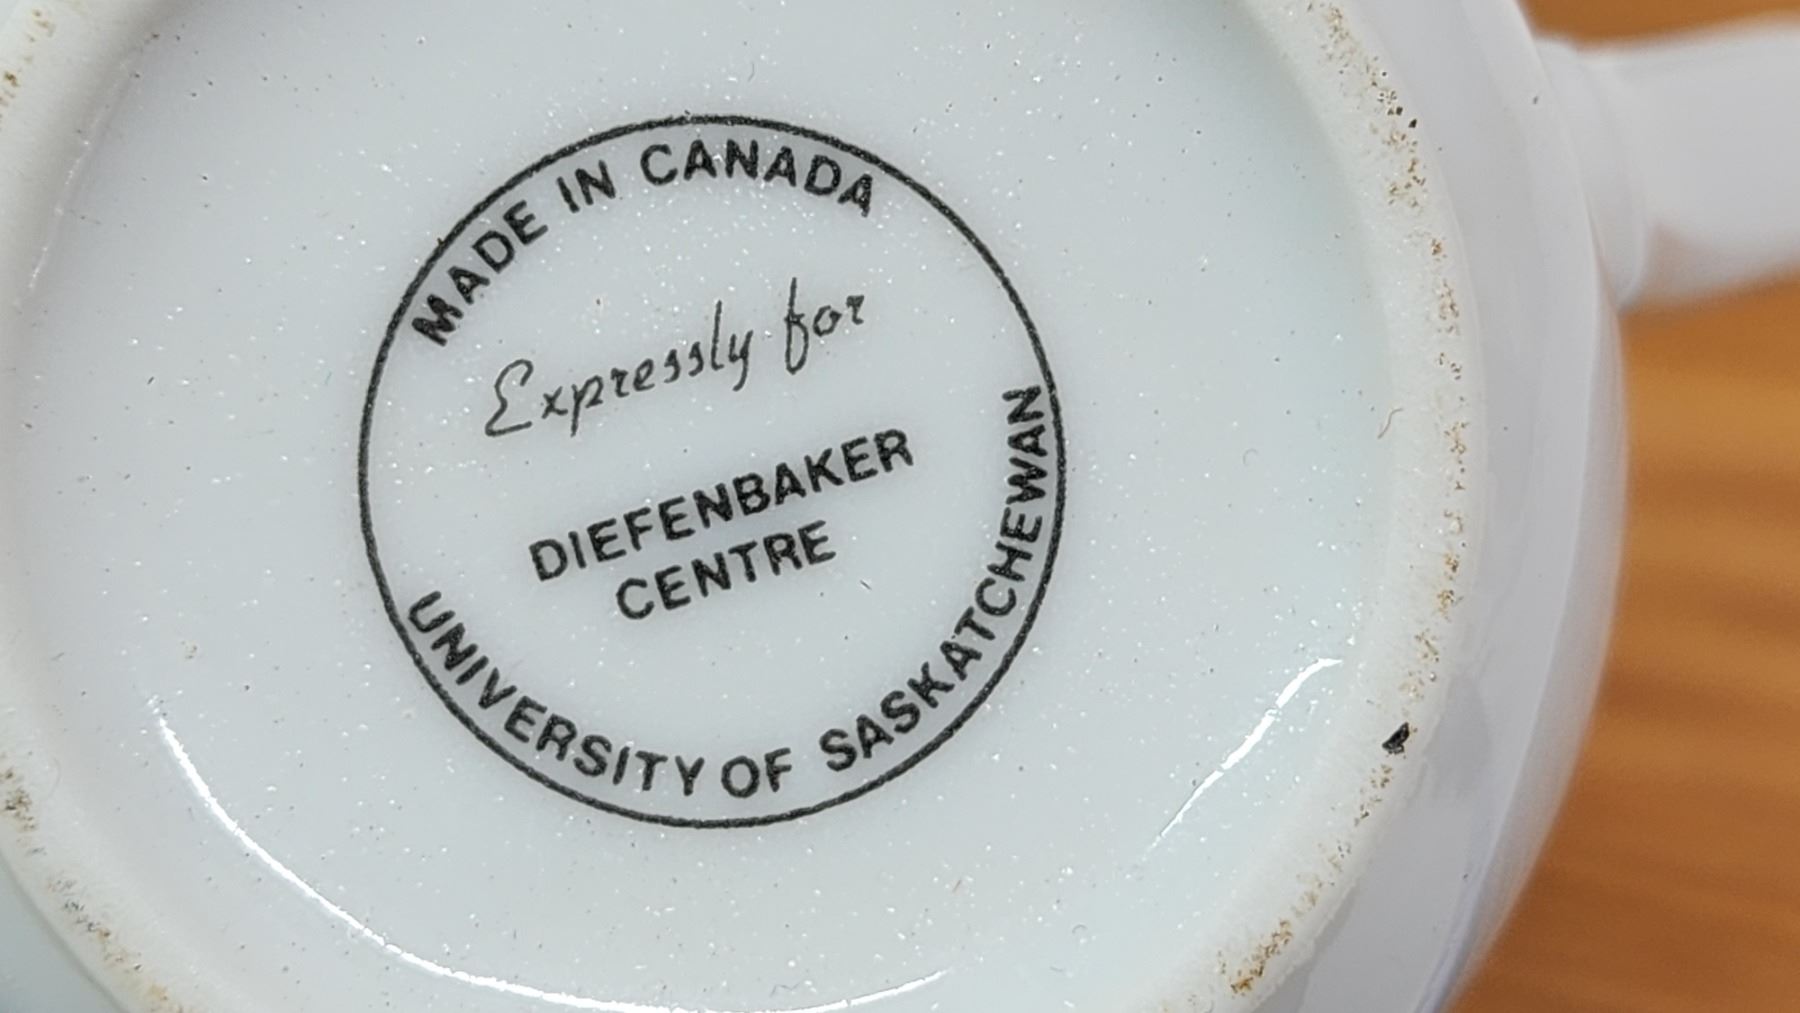 MADE IN CANADA
Expressly for
DIEFENBAKER
CENTRE
UNIVERSITY OF SASKATCHEWAN